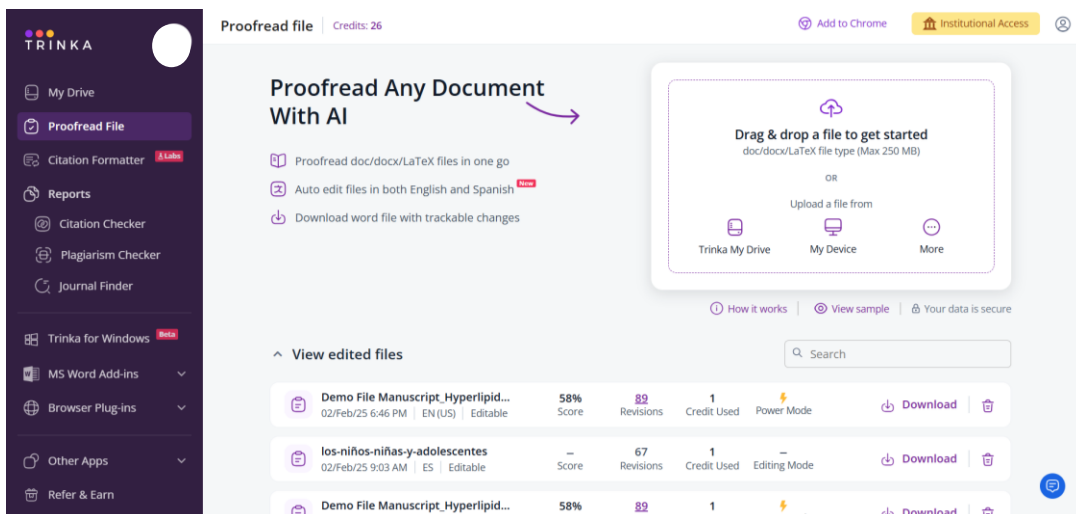 TRINKA
My Drive
Proofread File
Citation Formatter Labs
Reports
Citation Checker
Plagiarism Checker
Journal Finder
Trinka for Windows Beta
MS Word Add-ins
Browser Plug-ins
Other Apps
Refer & Earn
Proofread file Credits: 26
Add to Chrome
Institutional Access
Proofread Any Document
With AI
Proofread doc/docx/LaTeX files in one go
Auto edit files in both English and Spanish New
Download word file with trackable changes
Drag & drop a file to get started
doc/docx/LaTeX file type (Max 250 MB)
OR
Upload a file from
Trinka My Drive My Device More
How it works View sample Your data is secure
View edited files
Search
Demo File Manuscript_Hyperlipid... 58% 89 1
02/Feb/25 6:46 PM EN (US) Editable Score Revisions Credit Used Power Mode
Download
los-niños-niñas-y-adolescentes – 67 1 –
02/Feb/25 9:03 AM ES Editable Score Revisions Credit Used Editing Mode
Download
Demo File Manuscript_Hyperlipid... 58% 89 1
Download